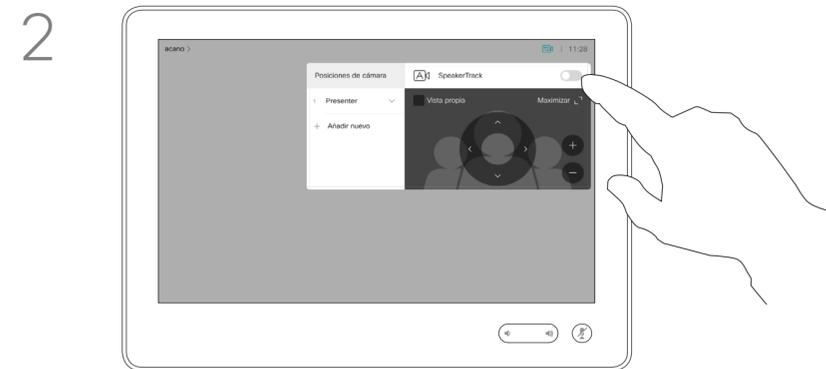 2
acano >
11:28
Posiciones de cámara
A
SpeakerTrack
1 Presenter
Vista propia
Maximizar
+ Añadir nuevo